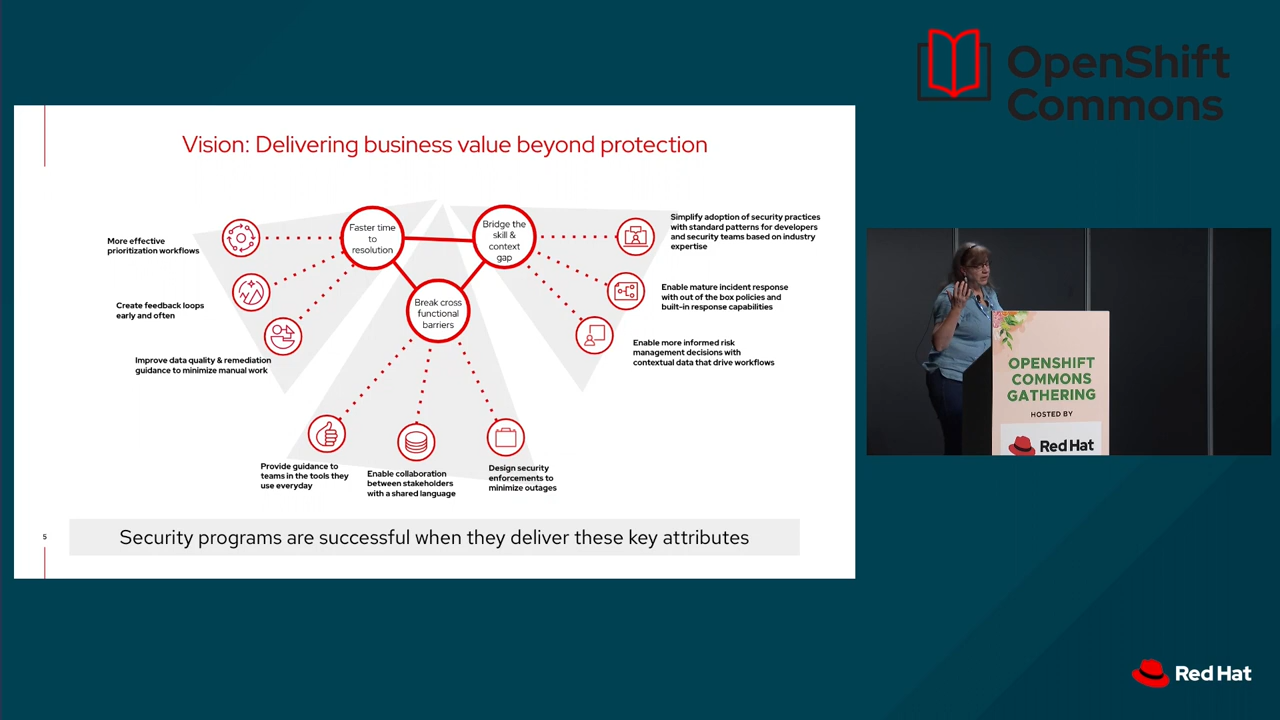 OpenShift
Commons
Vision: Delivering business value beyond protection
Faster time
to
resolution
Bridge the
skill &
context
gap
Break cross
functional
barriers
More effective
prioritization workflows
Create feedback loops
early and often
Improve data quality & remediation
guidance to minimize manual work
Simplify adoption of security practices
with standard patterns for developers
and security teams based on industry
expertise
Enable mature incident response
with out of the box policies and
built-in response capabilities
Enable more informed risk
management decisions with
contextual data that drive workflows
Provide guidance to
teams in the tools they
use everyday
Enable collaboration
between stakeholders
with a shared language
Design security
enforcements to
minimize outages
5
Security programs are successful when they deliver these key attributes
OPENSHIFT
COMMONS
GATHERING
HOSTED BY
Red Hat
Red Hat